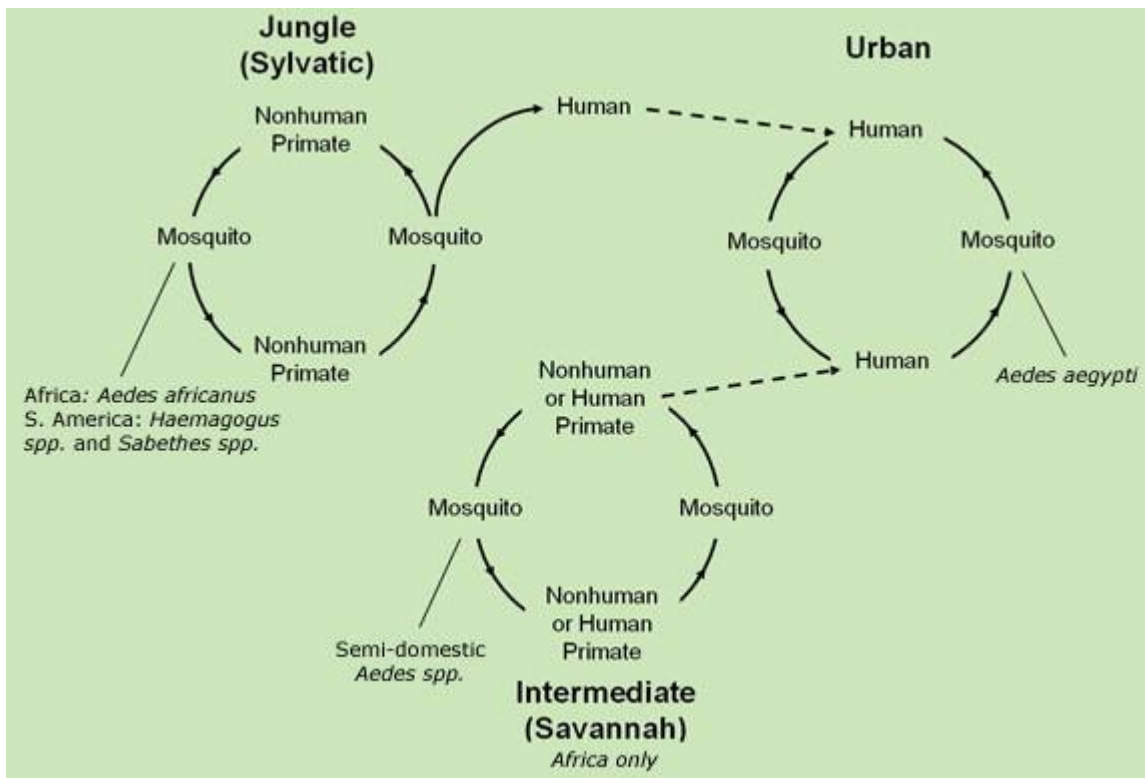 Jungle
(Sylvatic)
Nonhuman
Primate
Mosquito
Mosquito
Nonhuman
Primate
Africa: Aedes africanus
S. America: Haemagogus
spp. and Sabethes spp.
Human
Urban
Human
Mosquito
Mosquito
Human
Aedes aegypti
Nonhuman
or Human
Primate
Mosquito
Mosquito
Nonhuman
or Human
Primate
Semi-domestic
Aedes spp.
Intermediate
(Savannah)
Africa only